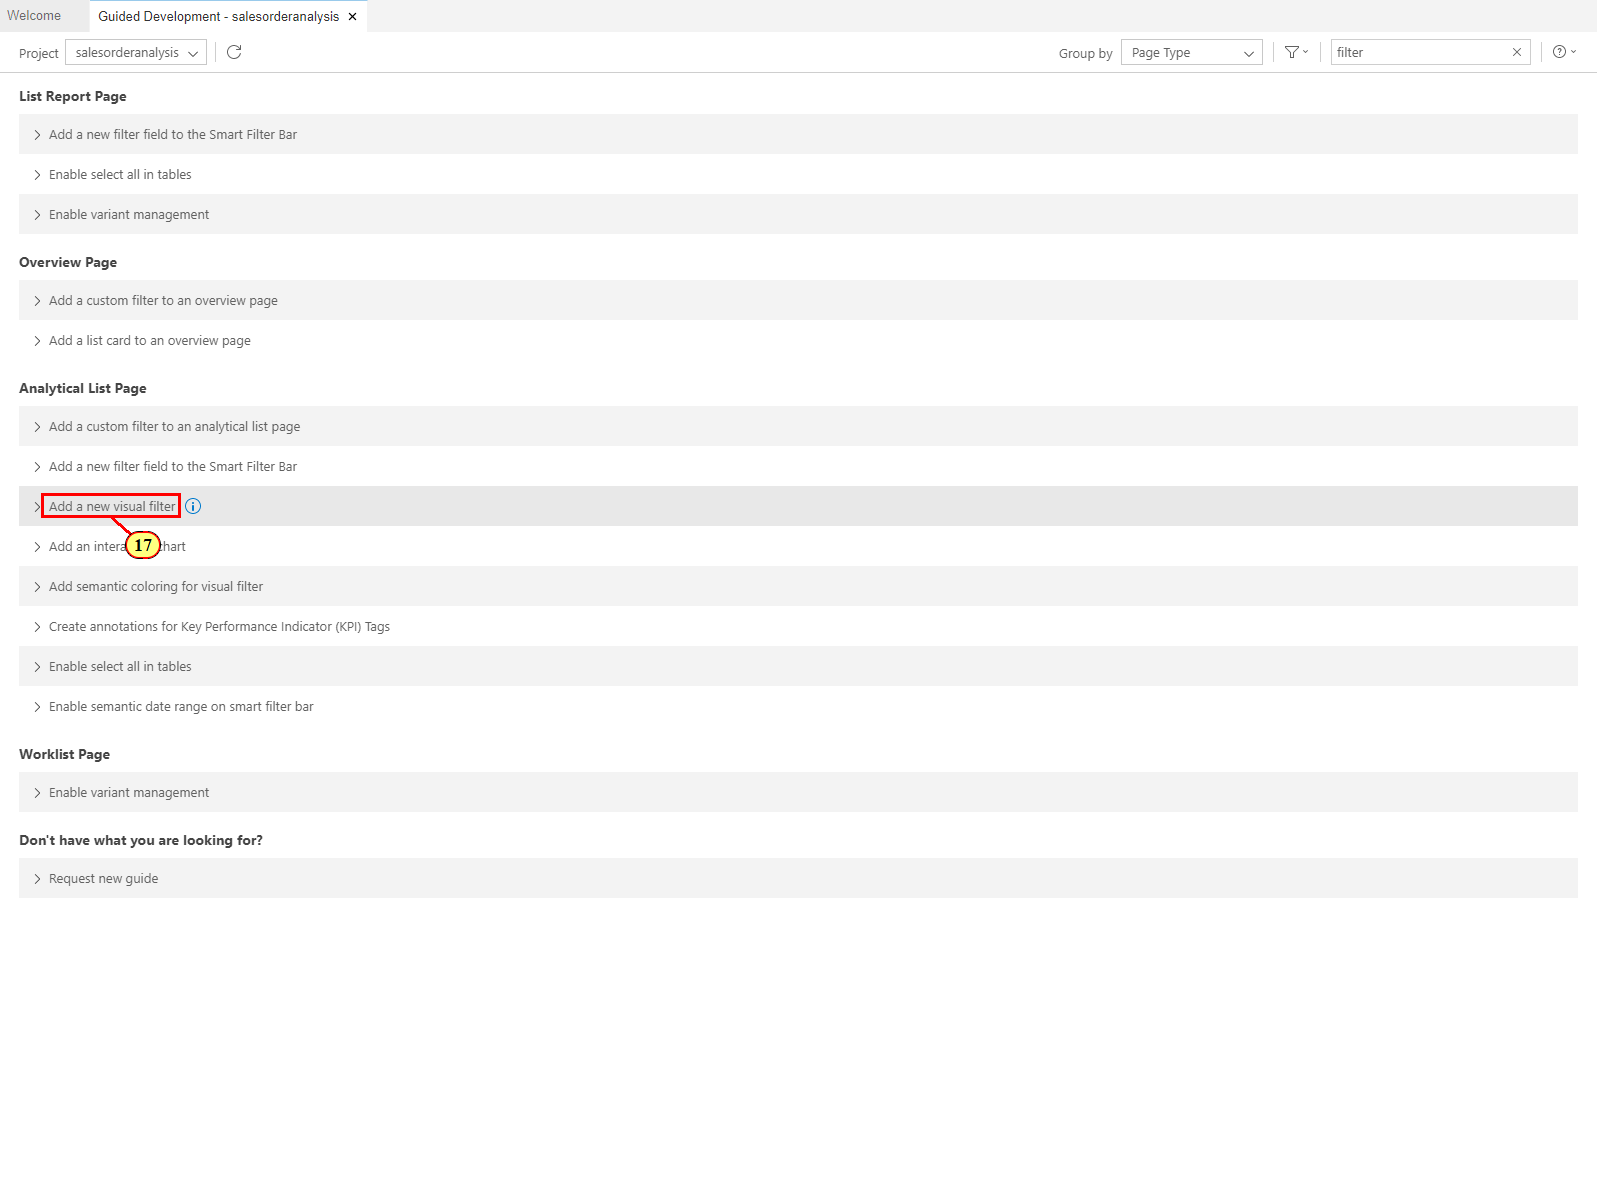 Welcome
Guided Development - salesorderanalysis
Project salesorderanalysis Group by Page Type filter
List Report Page
Add a new filter field to the Smart Filter Bar
Enable select all in tables
Enable variant management
Overview Page
Add a custom filter to an overview page
Add a list card to an overview page
Analytical List Page
Add a custom filter to an analytical list page
Add a new filter field to the Smart Filter Bar
Add a new visual filter
17
Add an chart
Add semantic coloring for visual filter
Create annotations for Key Performance Indicator (KPI) Tags
Enable select all in tables
Enable semantic date range on smart filter bar
Worklist Page
Enable variant management
Don't have what you are looking for?
Request new guide